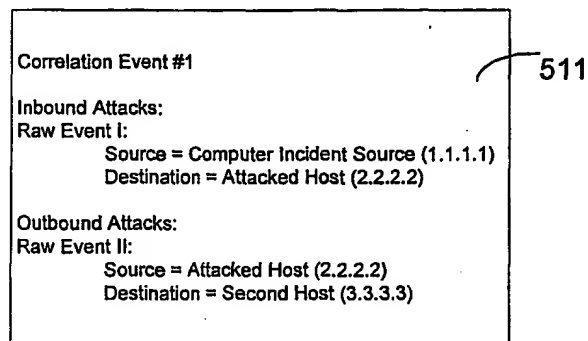 Correlation Event #1
511
Inbound Attacks:
Raw Event I:
Source = Computer Incident Source (1.1.1.1)
Destination = Attacked Host (2.2.2.2)
Outbound Attacks:
Raw Event II:
Source = Attacked Host (2.2.2.2)
Destination = Second Host (3.3.3.3)